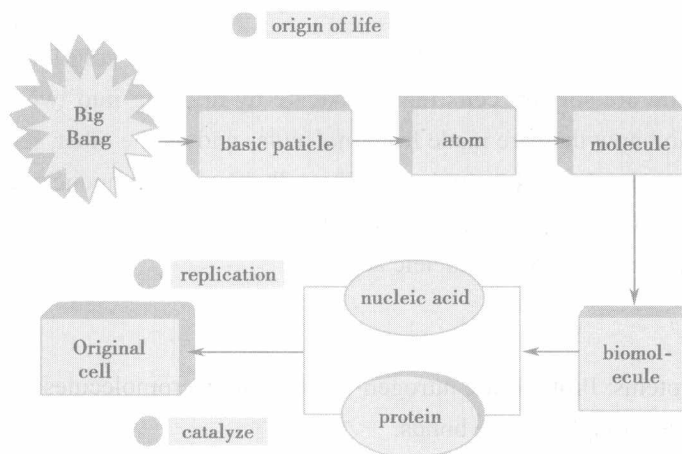 origin of life
Big
Bang
basic paticle
atom
molecule
replication
nucleic acid
Original
cell
biomol-
ecule
protein
catalyze